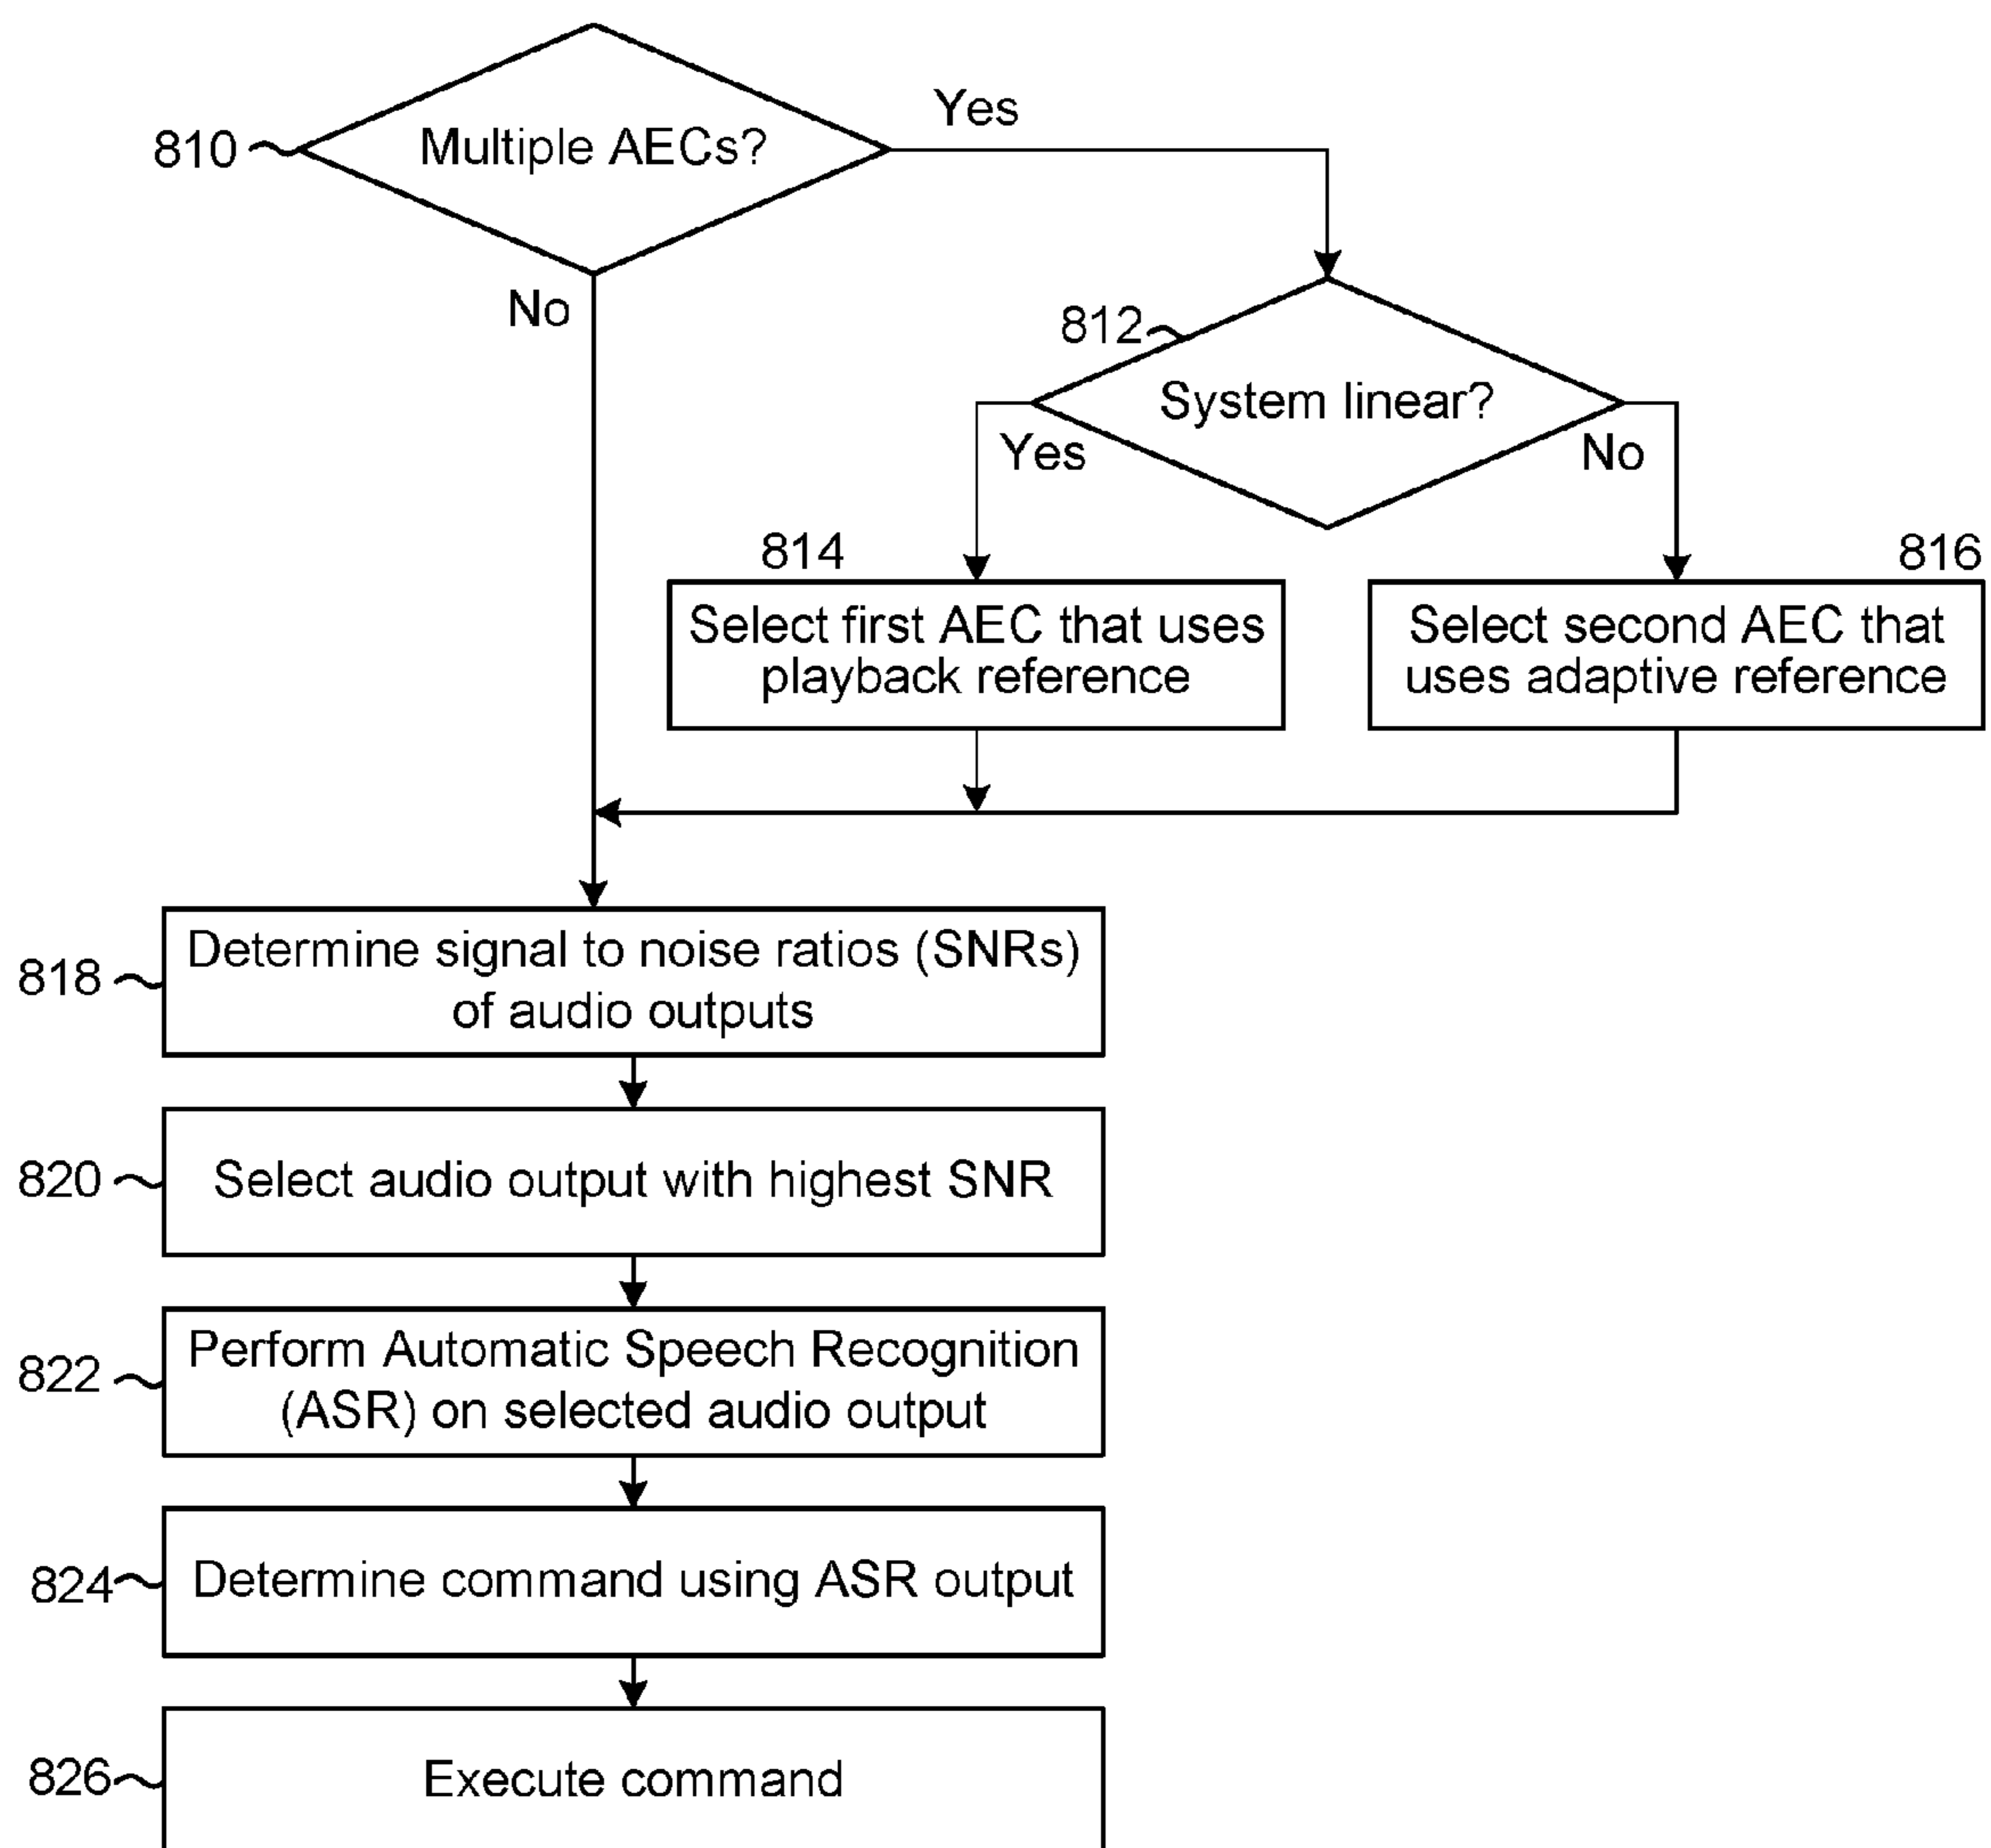 810
Multiple AECs?
Yes
No
812
System linear?
Yes
No
814
Select first AEC that uses
playback reference
816
Select second AEC that
uses adaptive reference
818
Determine signal to noise ratios (SNRs)
of audio outputs
820
Select audio output with highest SNR
822
Perform Automatic Speech Recognition
(ASR) on selected audio output
824
Determine command using ASR output
826
Execute command